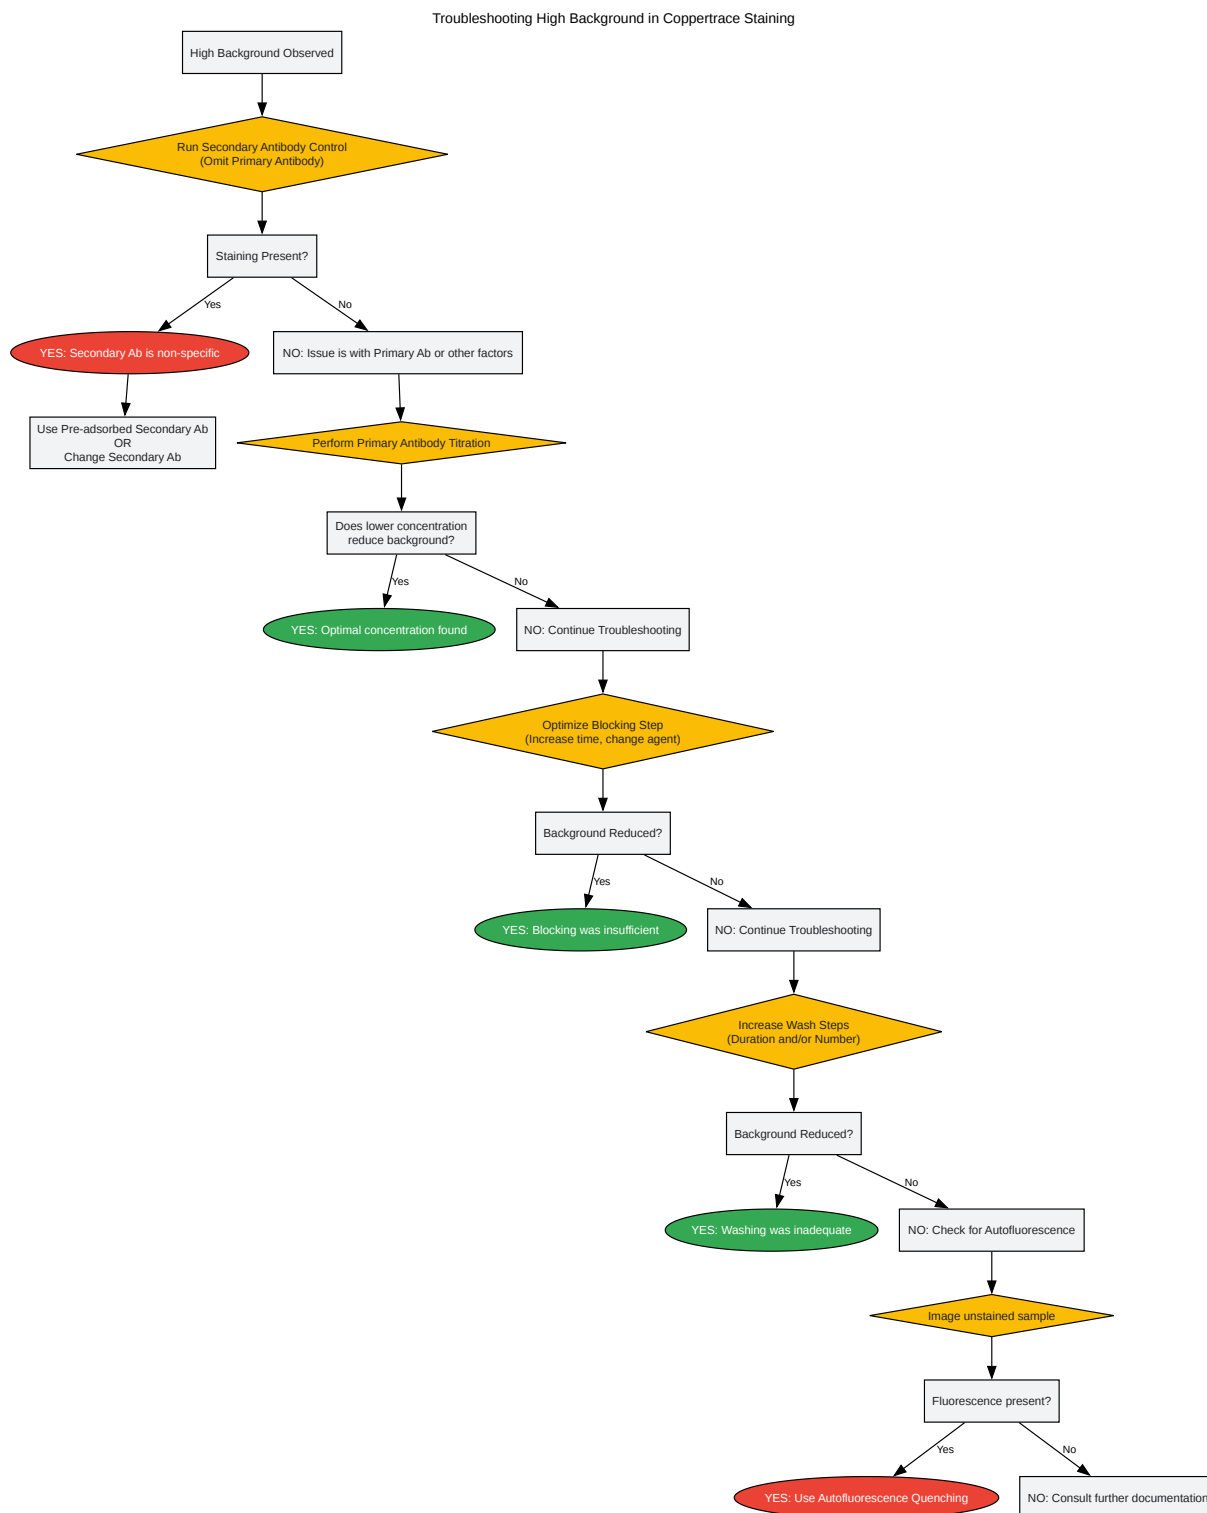 Troubleshooting High Background in Coppertrace Staining
High Background Observed
Run Secondary Antibody Control
(Omit Primary Antibody)
Staining Present?
Yes
No
YES: Secondary Ab is non-specific
NO: Issue is with Primary Ab or other factors
Use Pre-adsorbed Secondary Ab
OR
Change Secondary Ab
Perform Primary Antibody Titration
Does lower concentration
reduce background?
Yes
No
YES: Optimal concentration found
NO: Continue Troubleshooting
Optimize Blocking Step
(Increase time, change agent)
Background Reduced?
Yes
No
YES: Blocking was insufficient
NO: Continue Troubleshooting
Increase Wash Steps
(Duration and/or Number)
Background Reduced?
Yes
No
YES: Washing was inadequate
NO: Check for Autofluorescence
Image unstained sample
Fluorescence present?
Yes
No
YES: Use Autofluorescence Quenching
NO: Consult further documentation